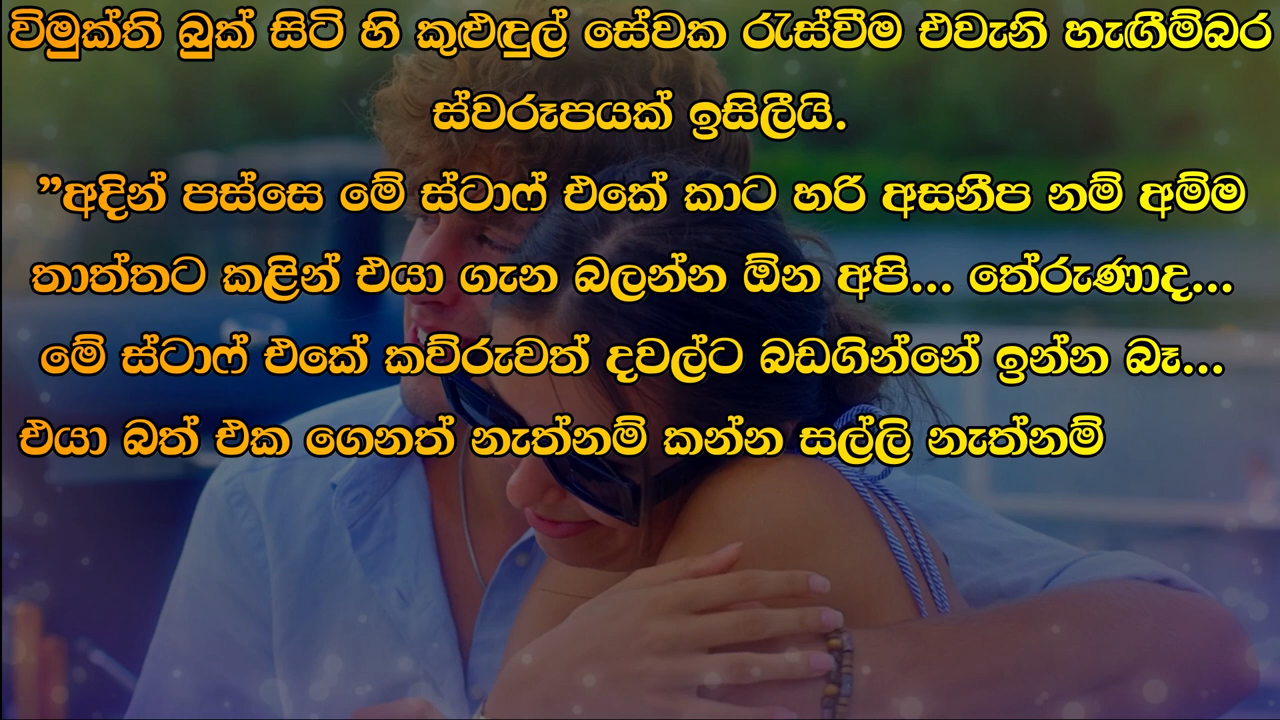 විමුක්ති බුක් සිටි හි කුළුඳුල් සේවක රැස්වීම එවැනි හැඟීම්බර
ස්වරූපයක් ඉසිලීයි.
”අදින් පස්සෙ මේ ස්ටාෆ් එකේ කාට හරි අසනීප නම් අම්ම
තාත්තට කළින් එයා ගැන බලන්න ඕන අපි... තේරුණාද...
මේ ස්ටාෆ් එකේ කව්රුවත් දවල්ට බඩගින්නේ ඉන්න බෑ...
එයා බත් එක ගෙනත් නැත්නම් කන්න සල්ලි නැත්නම්